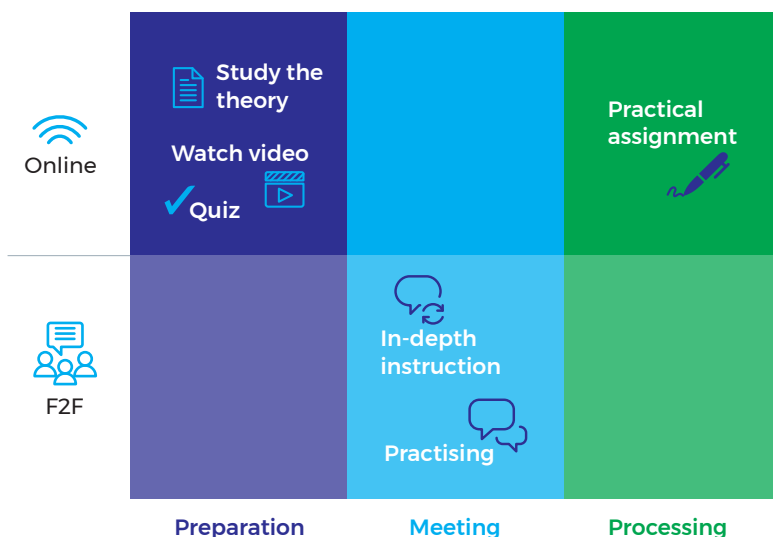 Study the
theory
Watch video
Quiz
Practical
assignment
Online
In-depth
instruction
Practising
F2F
Preparation
Meeting
Processing